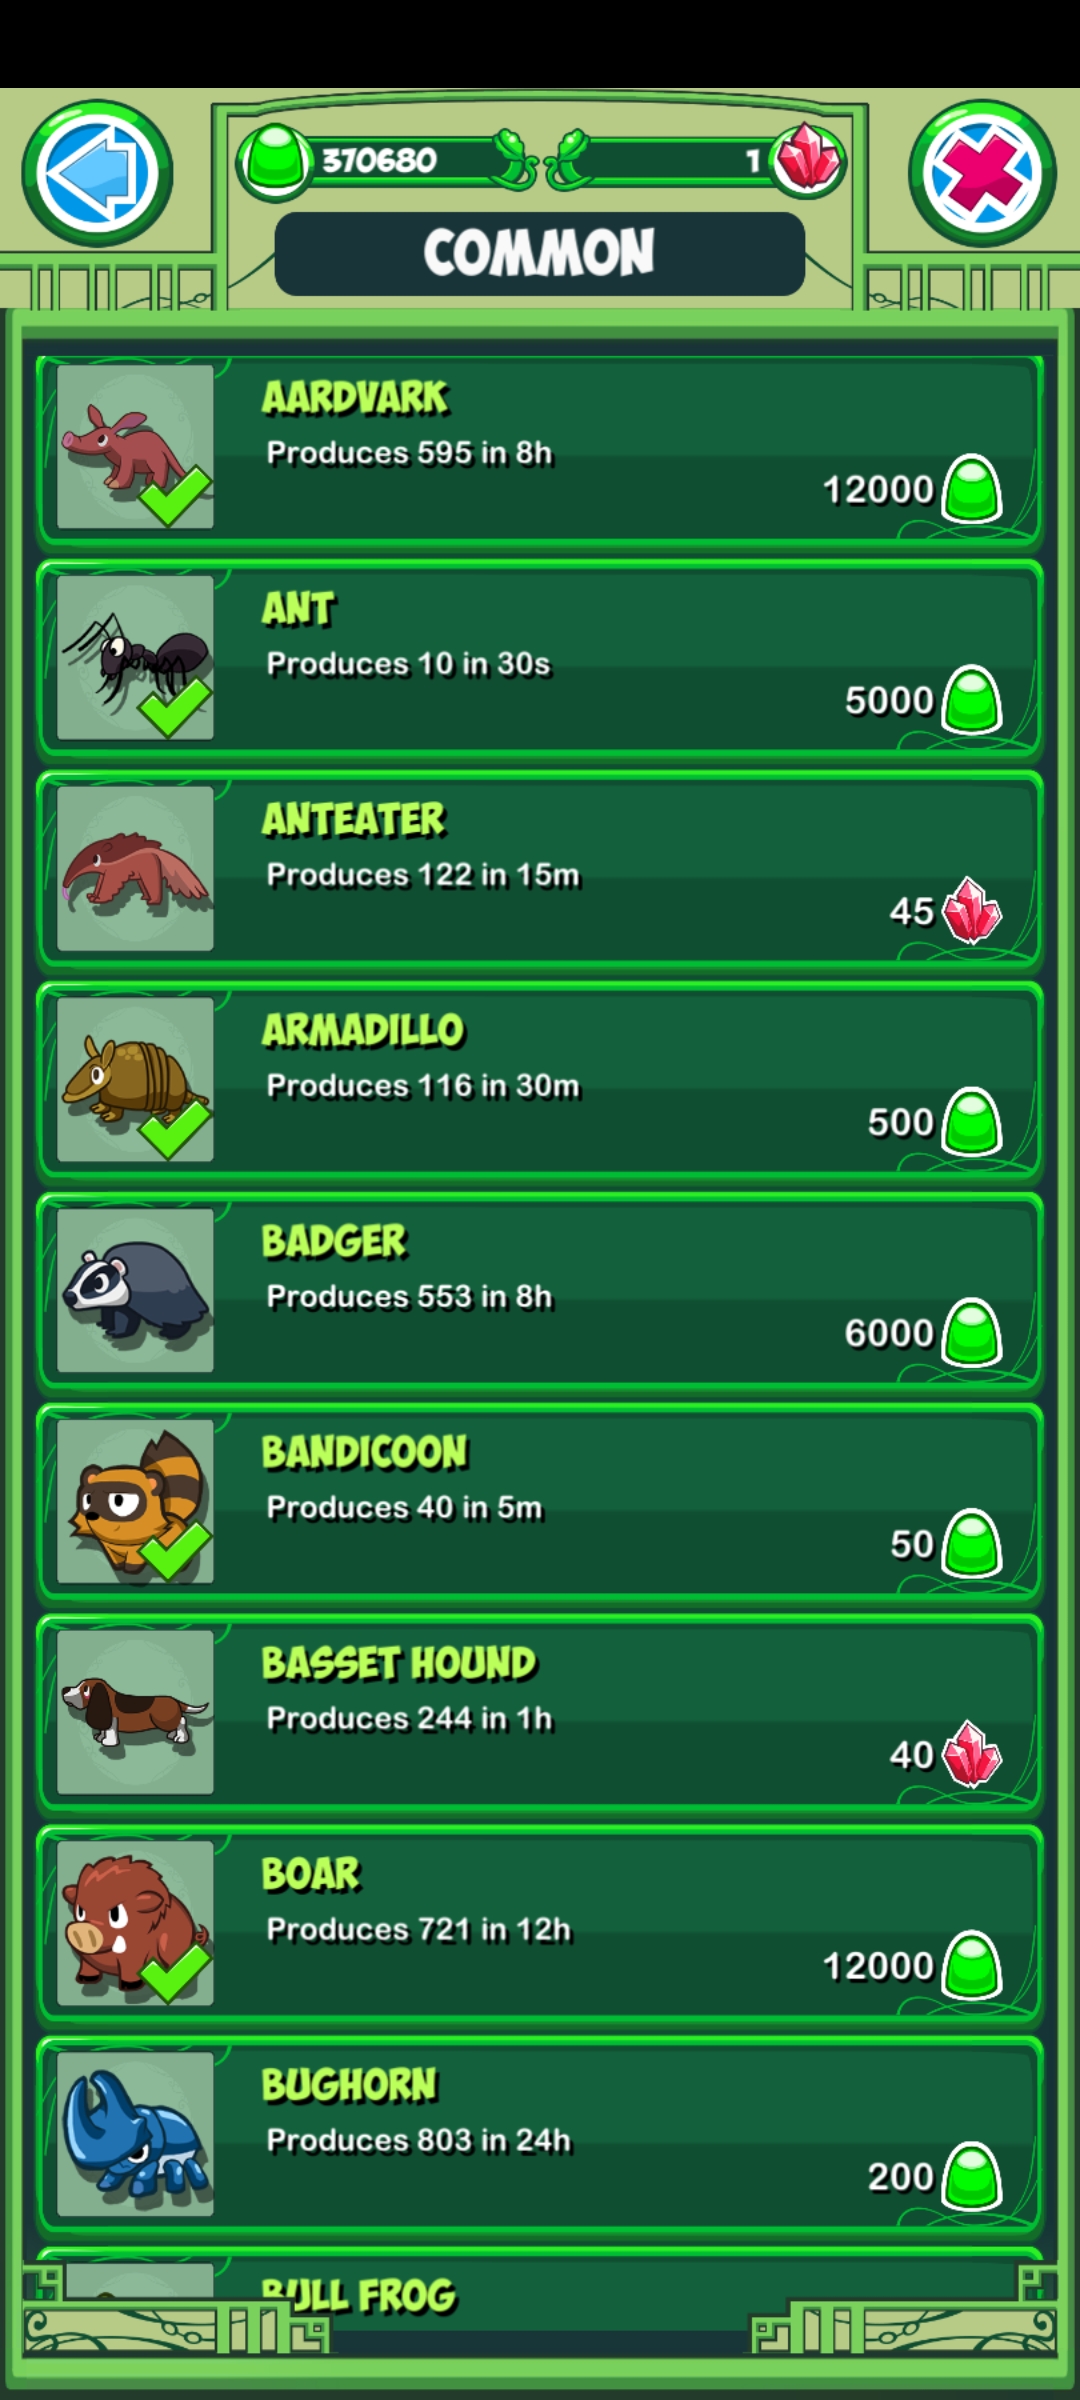 370680
1
COMMON
AARDVARK
Produces 595 in 8h
12000
ANT
Produces 10 in 30s
5000
ANTEATER
Produces 122 in 15m
45
ARMADILLO
Produces 116 in 30m
500
BADGER
Produces 553 in 8h
6000
BANDICOON
Produces 40 in 5m
50
BASSET HOUND
Produces 244 in 1h
40
BOAR
Produces 721 in 12h
12000
BUGHORN
Produces 803 in 24h
200
BULL FROG